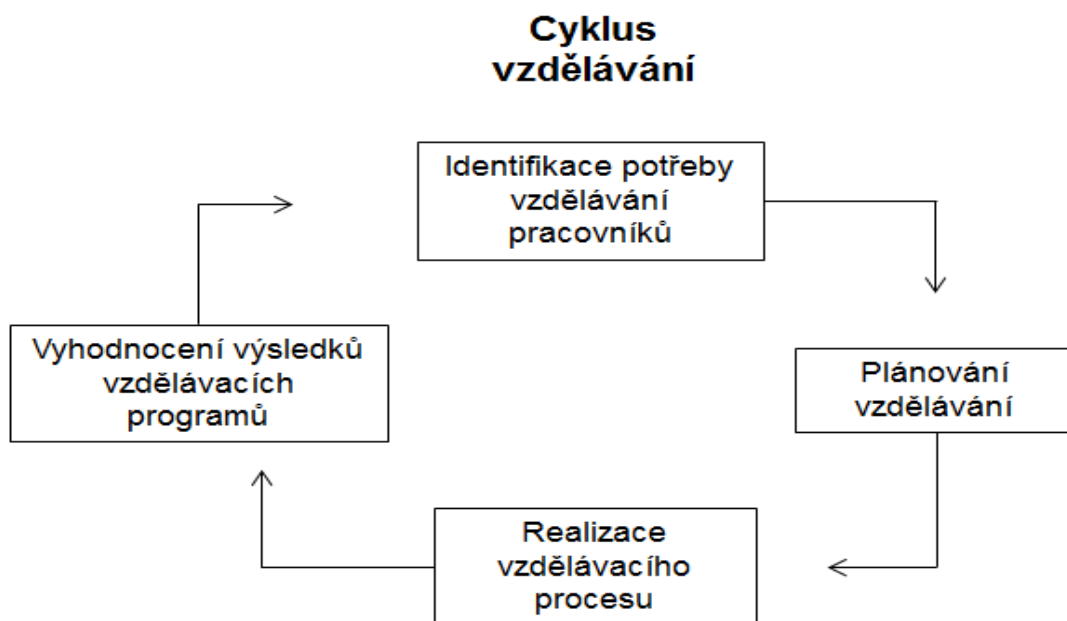 Cyklus
vzdělávání
Identifikace potřeby
vzdělávání
pracovníků
Vyhodnocení výsledků
vzdělávacích
programů
Plánování
vzdělávání
Realizace
vzdělávacího
procesu